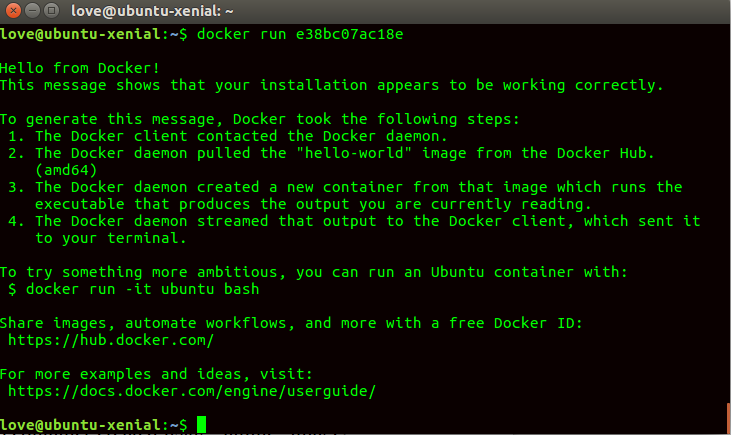 love@ubuntu-xenial: ~
love@ubuntu-xenial:~$ docker run e38bc07ac18e
Hello from Docker!
This message shows that your installation appears to be working correctly.
To generate this message, Docker took the following steps:
1. The Docker client contacted the Docker daemon.
2. The Docker daemon pulled the "hello-world" image from the Docker Hub.
(amd64)
3. The Docker daemon created a new container from that image which runs the
executable that produces the output you are currently reading.
4. The Docker daemon streamed that output to the Docker client, which sent it
to your terminal.
To try something more ambitious, you can run an Ubuntu container with:
$ docker run -it ubuntu bash
Share images, automate workflows, and more with a free Docker ID:
https://hub.docker.com/
For more examples and ideas, visit:
https://docs.docker.com/engine/userguide/
love@ubuntu-xenial:~$